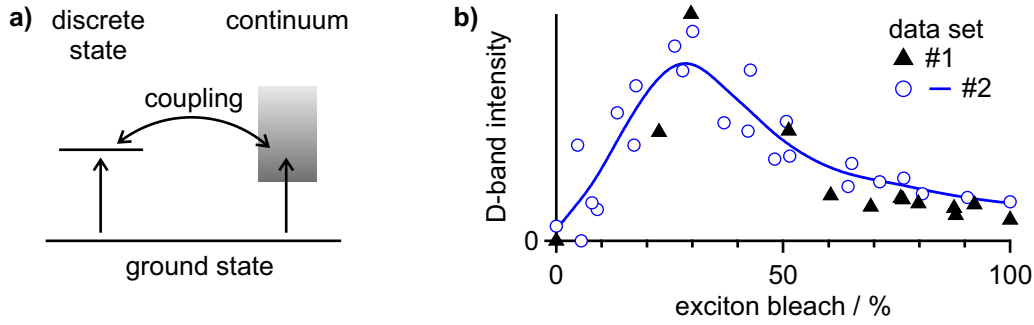 a)
discrete
state
continuum
coupling
ground state
b)
D-band intensity
data set
#1
#2
0
0
50
100
exciton bleach / %